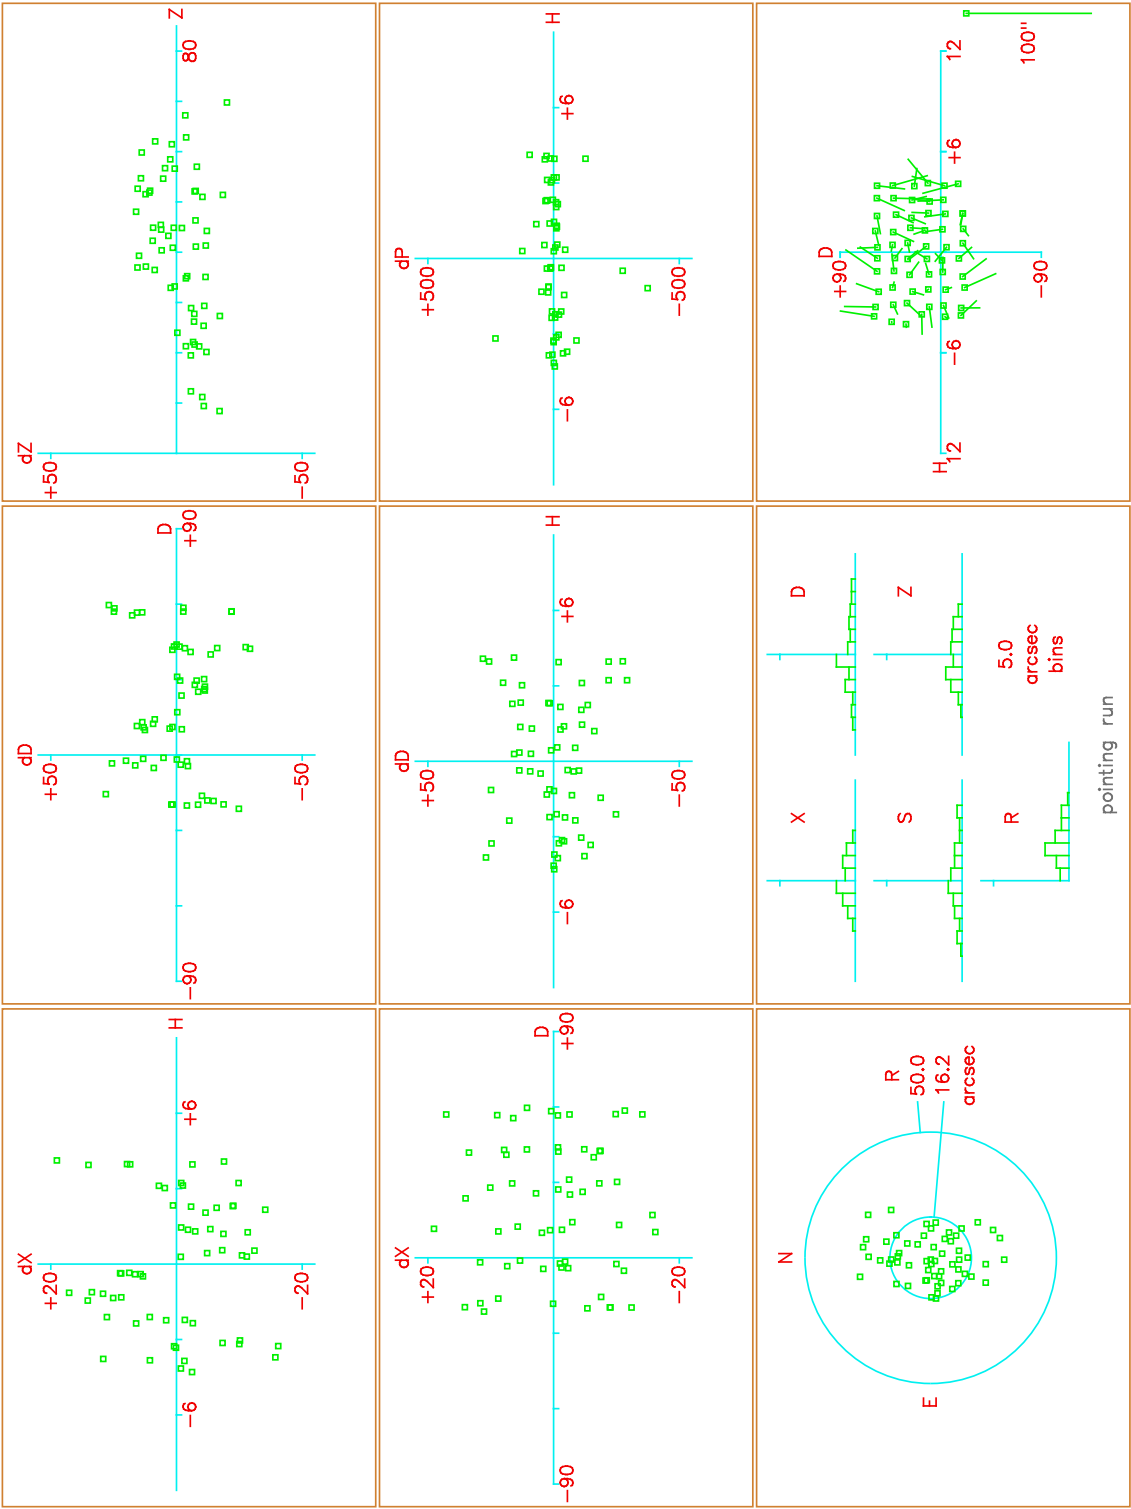 dX
+20
H
−6
+6
−20
dD
+50
D
−90
+90
−50
dZ
+50
Z
80
−50
dX
+20
D
−90
+90
−20
dD
+50
H
−6
+6
−50
dP
+500
H
−6
+6
−500
N
E
R
50.0
16.2
arcsec
X
D
S
Z
R
5.0
arcsec
bins
pointing run
D
+90
H
12
−6
+6
12
−90
100"